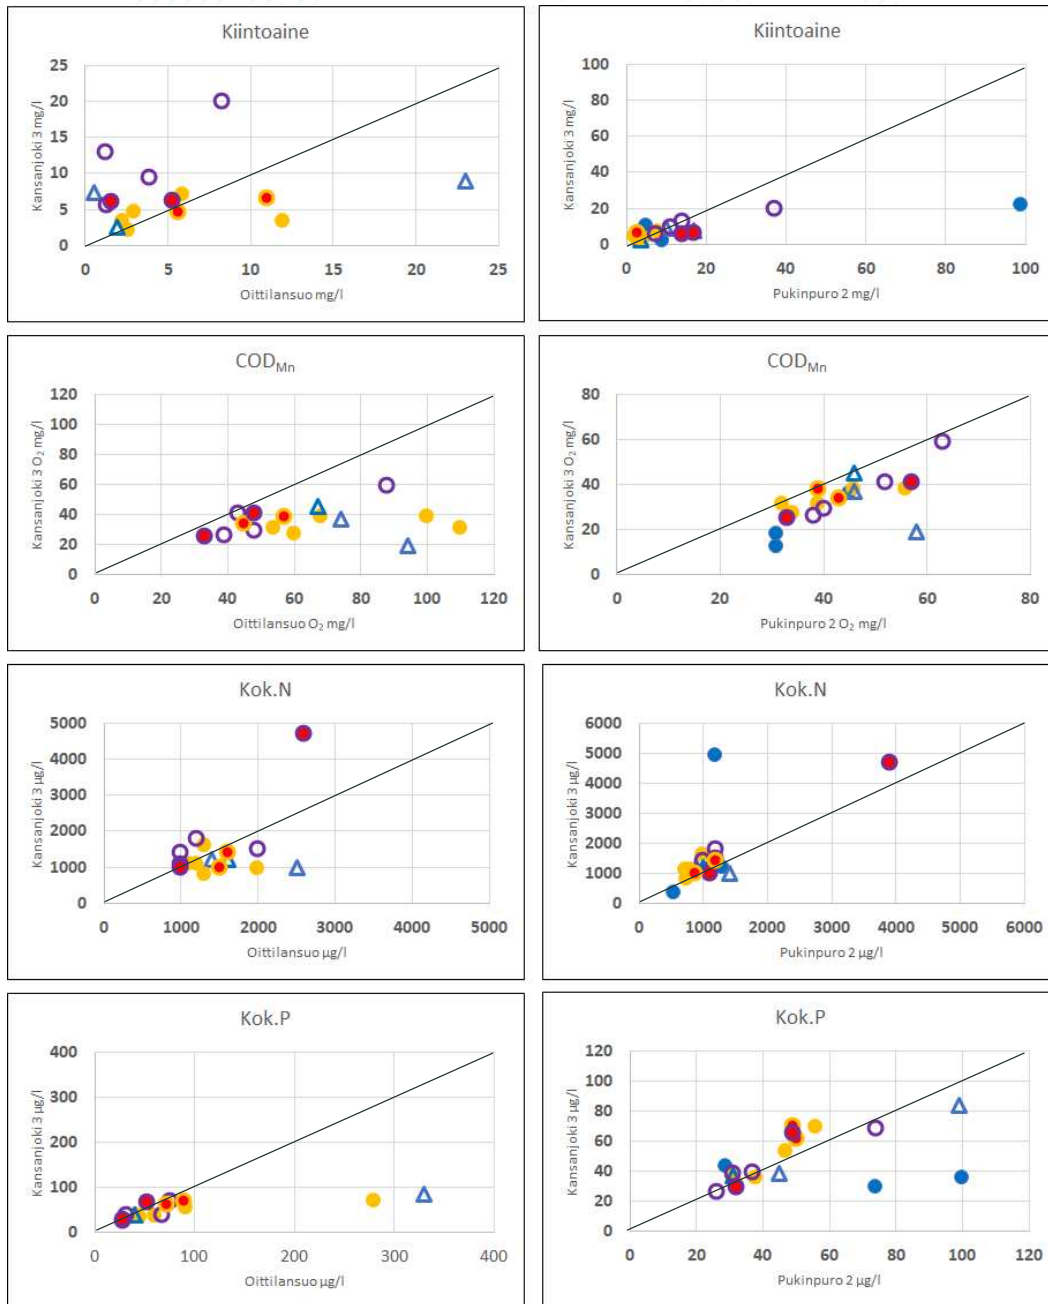 Kiintoaine
Kansanjoki 3 mg/l
25
20
15
10
5
0
0 5 10 15 20 25
Oittilansuo mg/l
Kiintoaine
Kansanjoki 3 mg/l
100
80
60
40
20
0
0 20 40 60 80 100
Pukinpuro 2 mg/l
COD_Mn
Kansanjoki 3 O₂ mg/l
120
100
80
60
40
20
0
0 20 40 60 80 100 120
Oittilansuo O₂ mg/l
COD_Mn
Kansanjoki 3 O₂ mg/l
80
60
40
20
0
0 20 40 60 80
Pukinpuro 2 O₂ mg/l
Kok.N
Kansanjoki 3 µg/l
5000
4000
3000
2000
1000
0
0 1000 2000 3000 4000 5000
Oittilansuo µg/l
Kok.N
Kansanjoki 3 µg/l
6000
5000
4000
3000
2000
1000
0
0 1000 2000 3000 4000 5000 6000
Pukinpuro 2 µg/l
Kok.P
Kansanjoki 3 µg/l
400
300
200
100
0
0 100 200 300 400
Oittilansuo µg/l
Kok.P
Kansanjoki 3 µg/l
120
100
80
60
40
20
0
0 20 40 60 80 100 120
Pukinpuro 2 µg/l